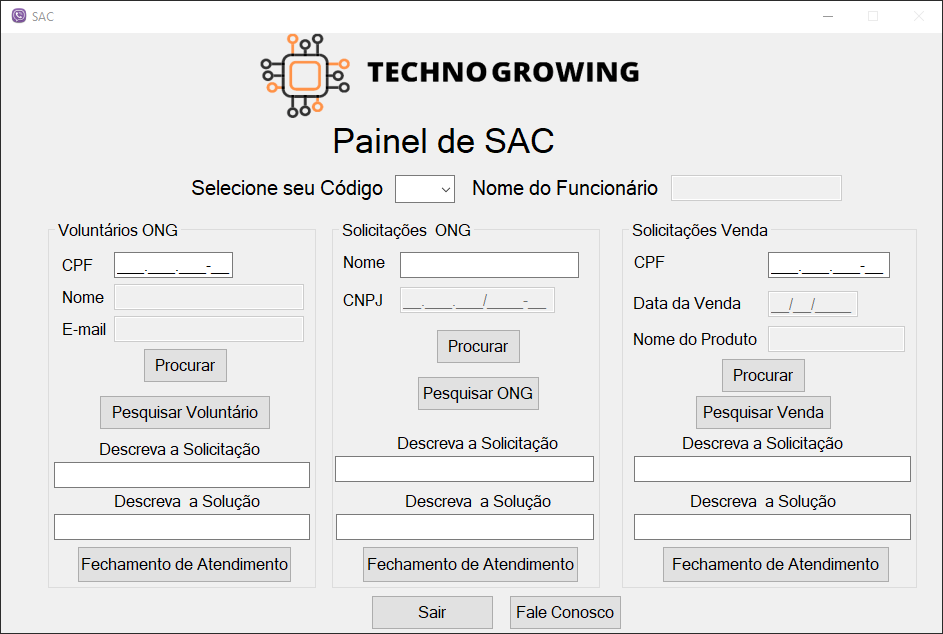 SAC
TECHNOGROWING
Painel de SAC
Selecione seu Código
Nome do Funcionário
Voluntários ONG
CPF ___.___.___-__
Nome
E-mail
Procurar
Pesquisar Voluntário
Descreva a Solicitação
Descreva  a Solução
Fechamento de Atendimento
Solicitações  ONG
Nome
CNPJ __.___.___/____-__
Procurar
Pesquisar ONG
Descreva a Solicitação
Descreva  a Solução
Fechamento de Atendimento
Solicitações Venda
CPF ___.___.___-__
Data da Venda __/__/____
Nome do Produto
Procurar
Pesquisar Venda
Descreva a Solicitação
Descreva  a Solução
Fechamento de Atendimento
Sair
Fale Conosco